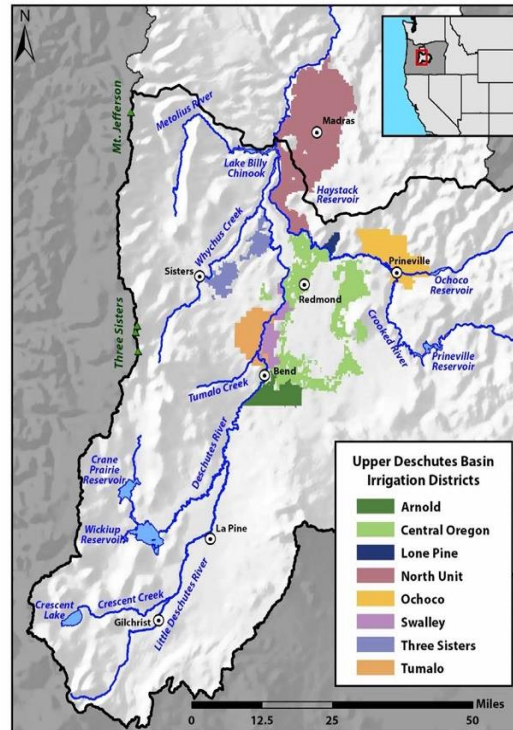 N
Mt. Jefferson
Metolius River
Madras
Lake Billy
Chinook
Haystack
Reservoir
Whychus Creek
Sisters
Prineville
Ochoco
Reservoir
Redmond
Three Sisters
Crooked River
Prineville
Reservoir
Tumalo Creek
Bend
Deschutes River
Crane
Prairie
Reservoir
Wickiup
Reservoir
La Pine
Crescent
Lake
Crescent Creek
Gilchrist
Little Deschutes River
Upper Deschutes Basin
Irrigation Districts
Arnold
Central Oregon
Lone Pine
North Unit
Ochoco
Swalley
Three Sisters
Tumalo
Miles
0 12.5 25 50